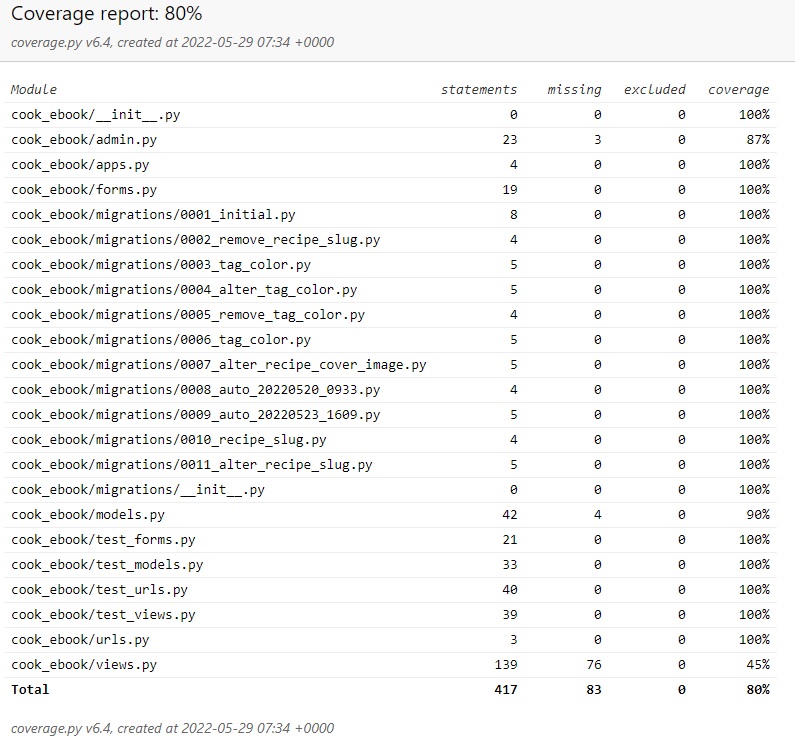 Coverage report: 80%
coverage.py v6.4, created at 2022-05-29 07:34 +0000
Module statements missing excluded coverage
cook_ebook/__init__.py 0 0 0 100%
cook_ebook/admin.py 23 3 0 87%
cook_ebook/apps.py 4 0 0 100%
cook_ebook/forms.py 19 0 0 100%
cook_ebook/migrations/0001_initial.py 8 0 0 100%
cook_ebook/migrations/0002_remove_recipe_slug.py 4 0 0 100%
cook_ebook/migrations/0003_tag_color.py 5 0 0 100%
cook_ebook/migrations/0004_alter_tag_color.py 5 0 0 100%
cook_ebook/migrations/0005_remove_tag_color.py 4 0 0 100%
cook_ebook/migrations/0006_tag_color.py 5 0 0 100%
cook_ebook/migrations/0007_alter_recipe_cover_image.py 5 0 0 100%
cook_ebook/migrations/0008_auto_20220520_0933.py 4 0 0 100%
cook_ebook/migrations/0009_auto_20220523_1609.py 5 0 0 100%
cook_ebook/migrations/0010_recipe_slug.py 4 0 0 100%
cook_ebook/migrations/0011_alter_recipe_slug.py 5 0 0 100%
cook_ebook/migrations/__init__.py 0 0 0 100%
cook_ebook/models.py 42 4 0 90%
cook_ebook/test_forms.py 21 0 0 100%
cook_ebook/test_models.py 33 0 0 100%
cook_ebook/test_urls.py 40 0 0 100%
cook_ebook/test_views.py 39 0 0 100%
cook_ebook/urls.py 3 0 0 100%
cook_ebook/views.py 139 76 0 45%
Total 417 83 0 80%
coverage.py v6.4, created at 2022-05-29 07:34 +0000